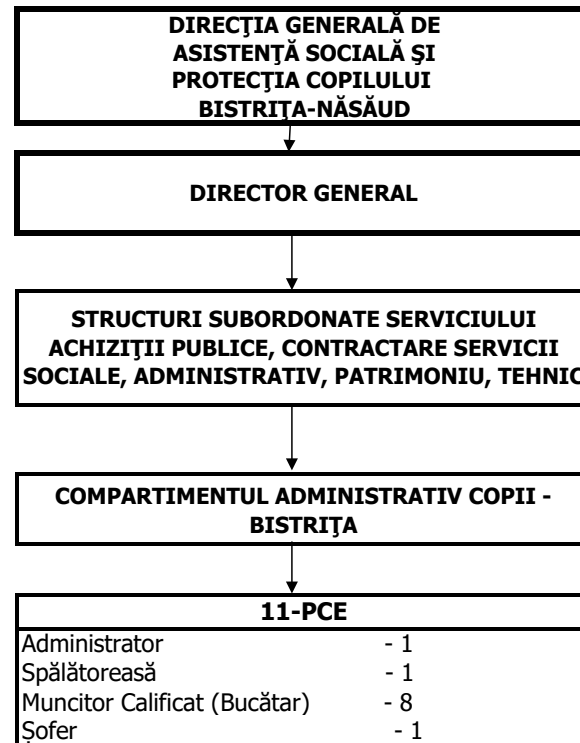 DIRECŢIA GENERALĂ DE
ASISTENŢĂ SOCIALĂ ŞI
PROTECŢIA COPILULUI
BISTRIŢA-NĂSĂUD
DIRECTOR GENERAL
STRUCTURI SUBORDONATE SERVICIULUI
ACHIZIŢII PUBLICE, CONTRACTARE SERVICII
SOCIALE, ADMINISTRATIV, PATRIMONIU, TEHNIC
COMPARTIMENTUL ADMINISTRATIV COPII -
BISTRIŢA
11-PCE
Administrator - 1
Spălătoreasă - 1
Muncitor Calificat (Bucătar) - 8
Șofer - 1